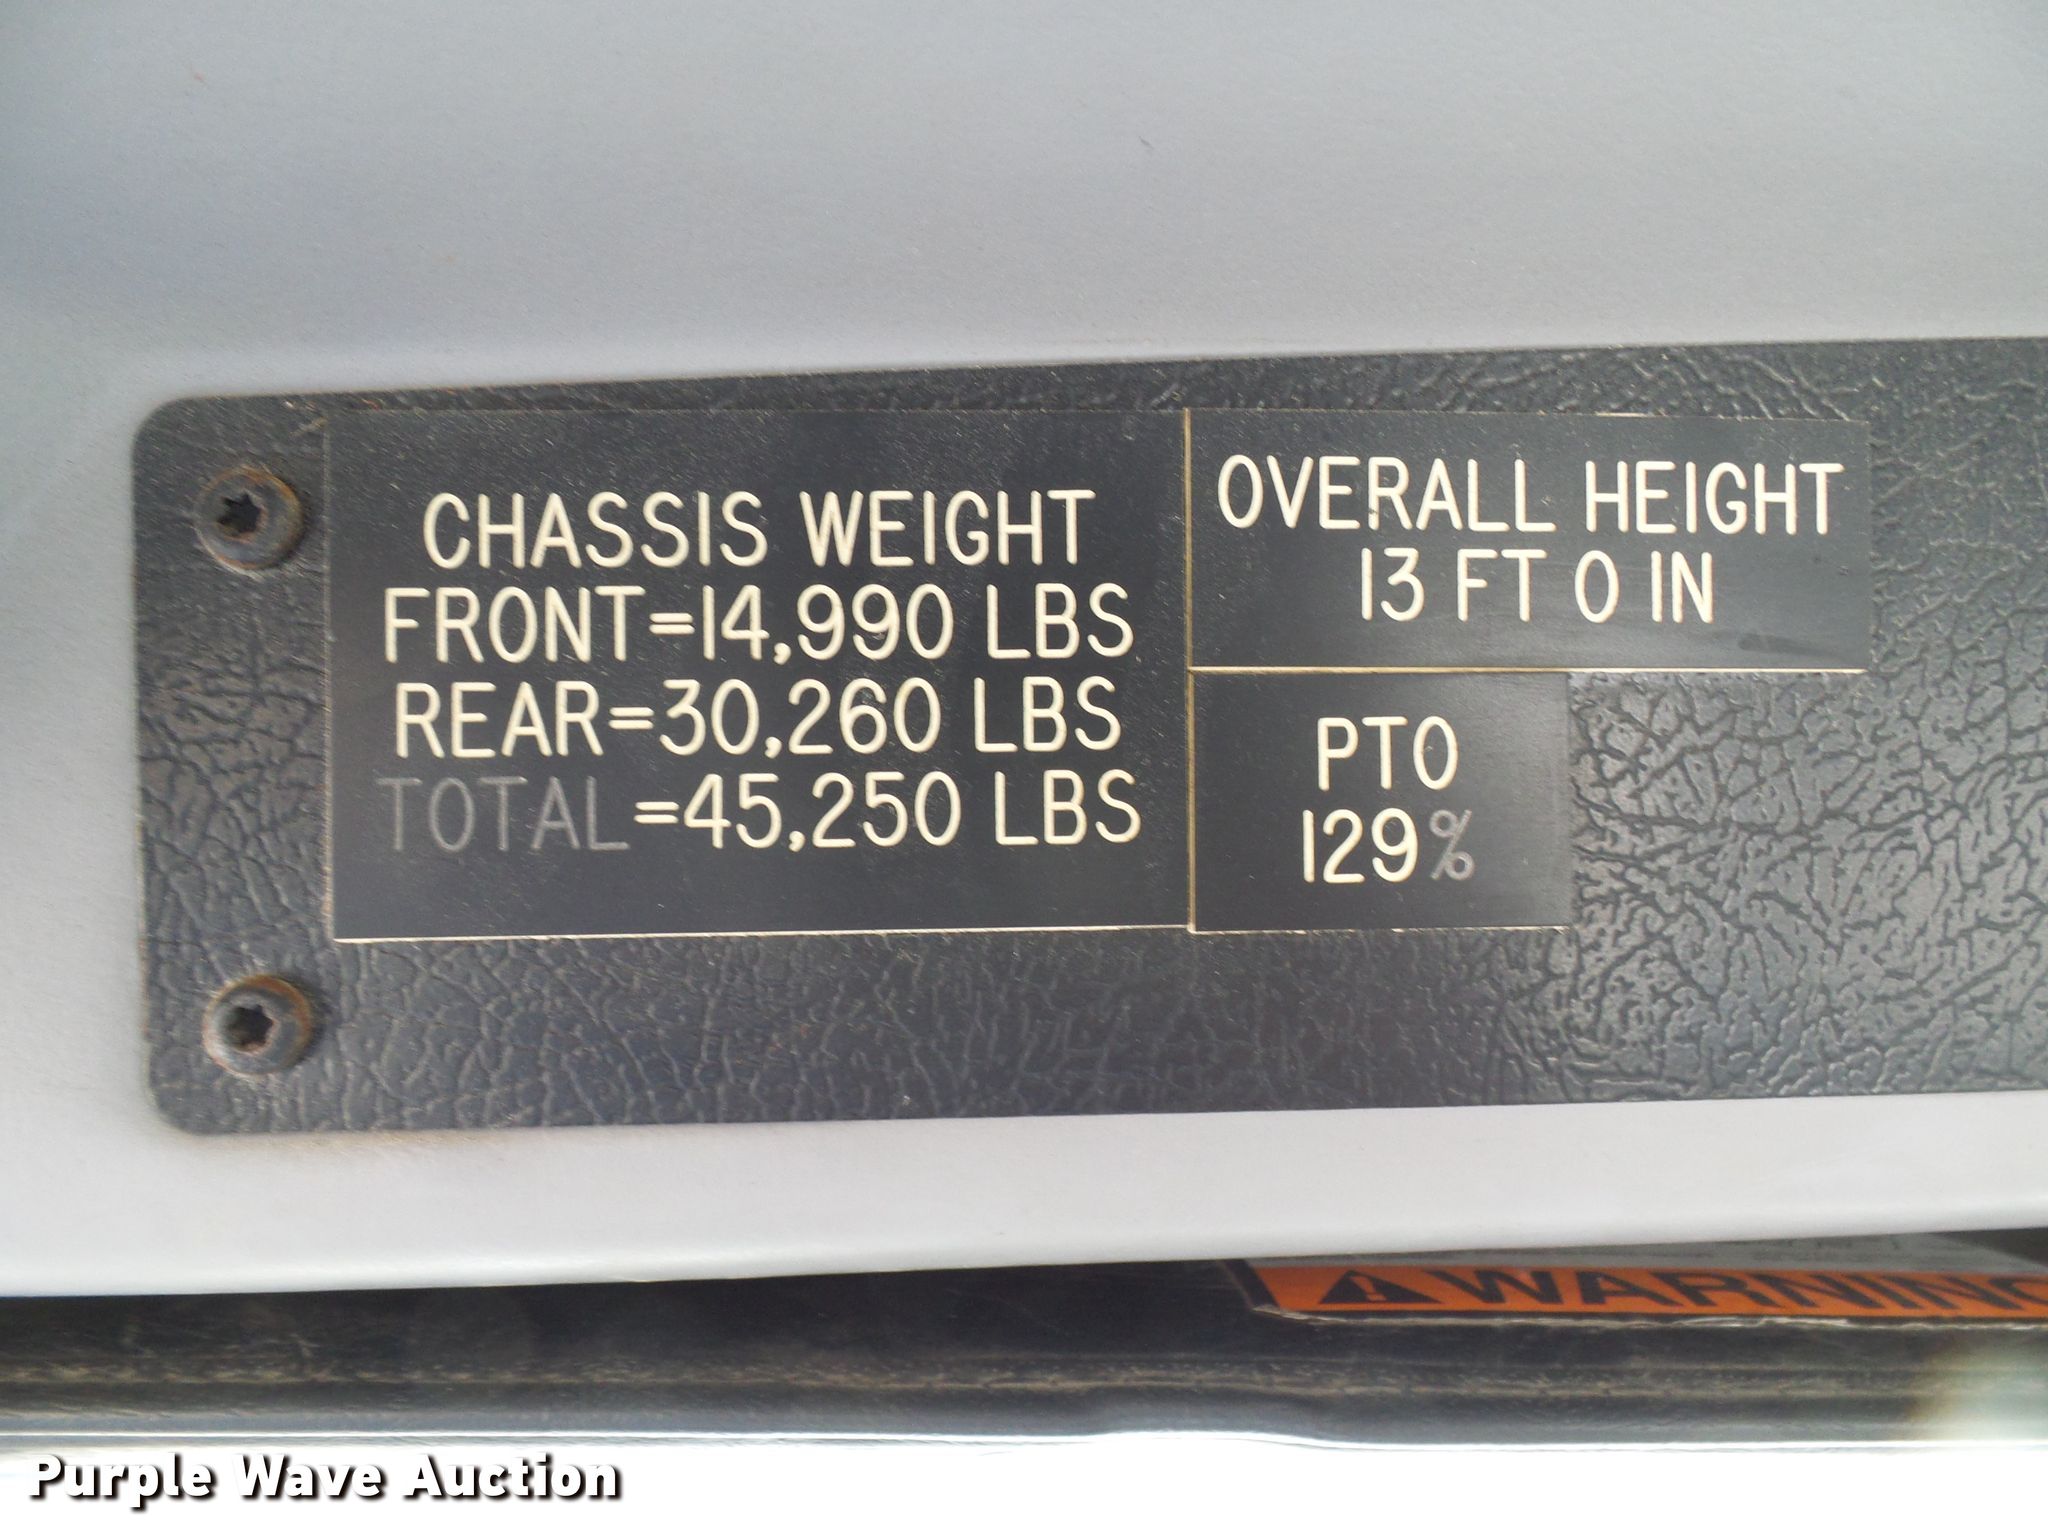 CHASSIS WEIGHT
FRONT=14,990 LBS
REAR=30,260 LBS
TOTAL=45,250 LBS
OVERALL HEIGHT
13 FT 0 IN
PTO
129%
WARNING
Purple Wave Auction